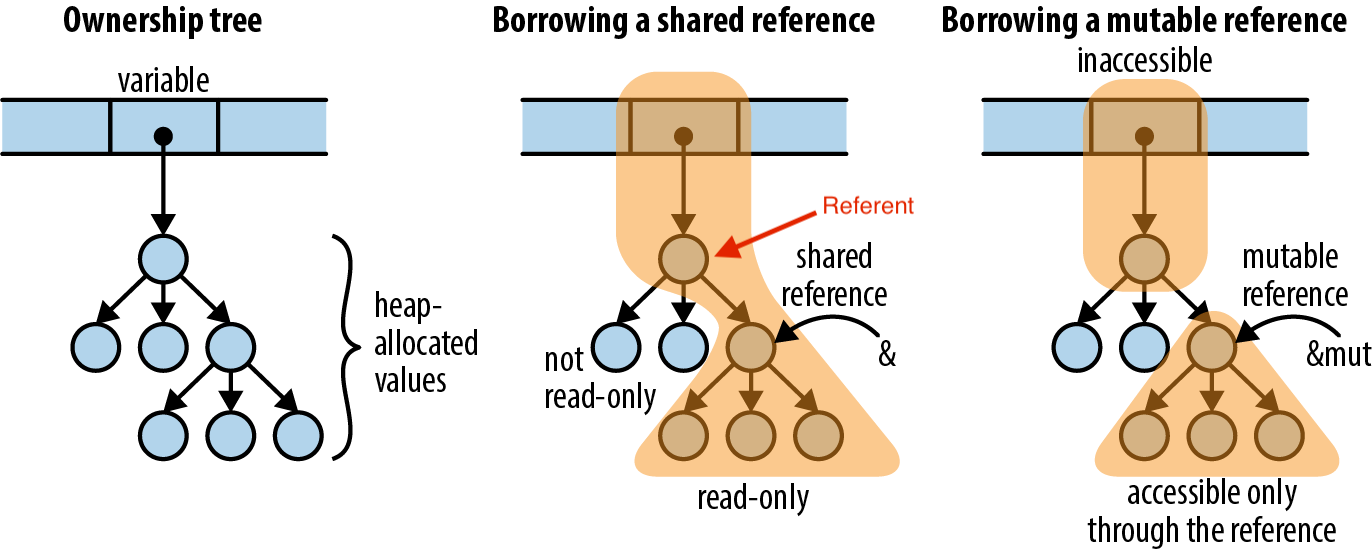 Ownership tree
variable
heap-
allocated
values
Borrowing a shared reference
Referent
shared
reference
&
not
read-only
read-only
Borrowing a mutable reference
inaccessible
mutable
reference
&mut
accessible only
through the reference